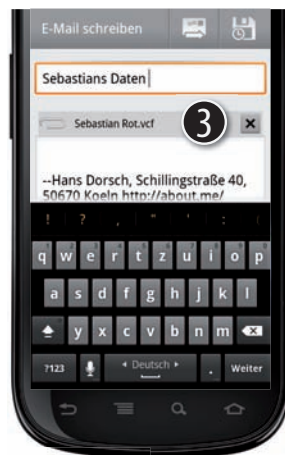 E-Mail schreiben
Sebastians Daten
Sebastian Rot.vcf
3
--Hans Dorsch, Schillingstraße 40,
50670 Koeln http://about.me/
! ? , " ' : (
q w e r t z u i o p
a s d f g h j k l
y x c v b n m
?123 Deutsch . Weiter